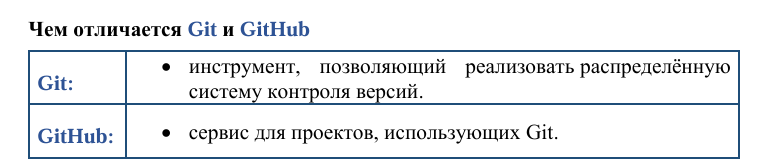 Чем отличается Git и GitHub
инструмент, позволяющий реализовать распределённую
Git:
систему контроля версий.
GitHub:
сервис для проектов, использующих Git.